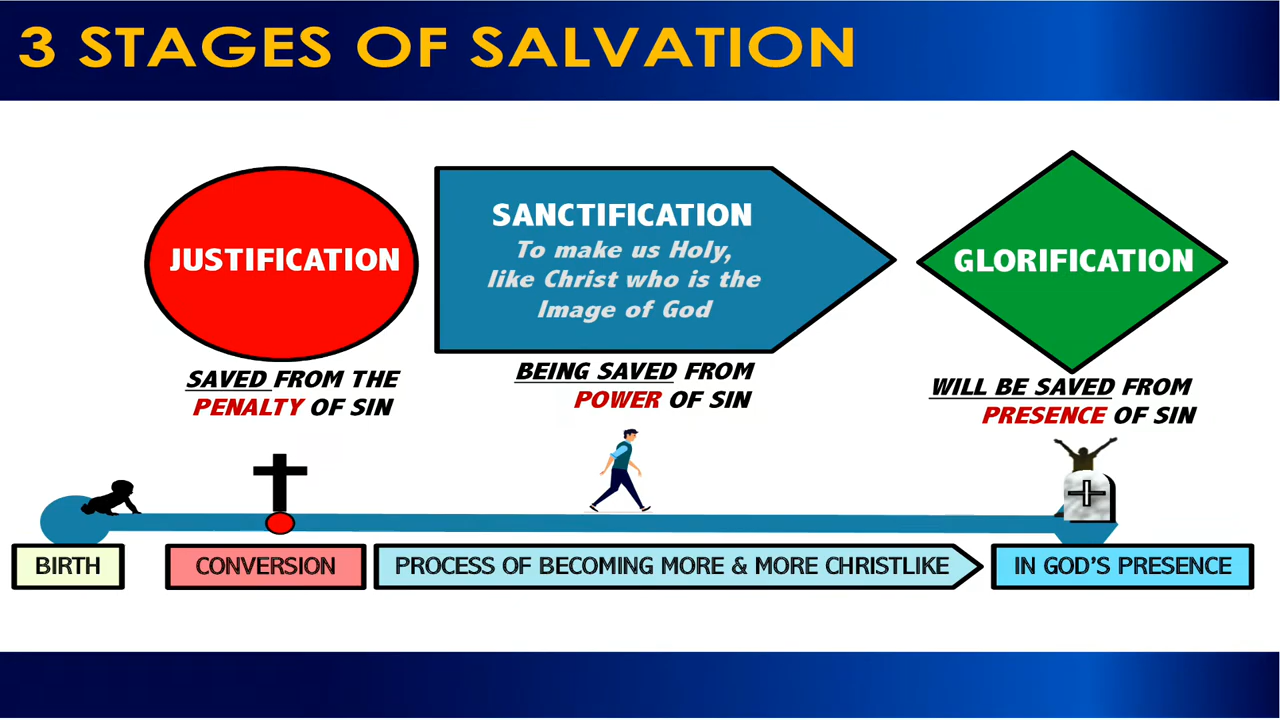 3 STAGES OF SALVATION
JUSTIFICATION
SAVED FROM THE
PENALTY OF SIN
SANCTIFICATION
To make us Holy,
like Christ who is the
Image of God
BEING SAVED FROM
POWER OF SIN
GLORIFICATION
WILL BE SAVED FROM
PRESENCE OF SIN
BIRTH
CONVERSION
PROCESS OF BECOMING MORE & MORE CHRISTLIKE
IN GOD'S PRESENCE